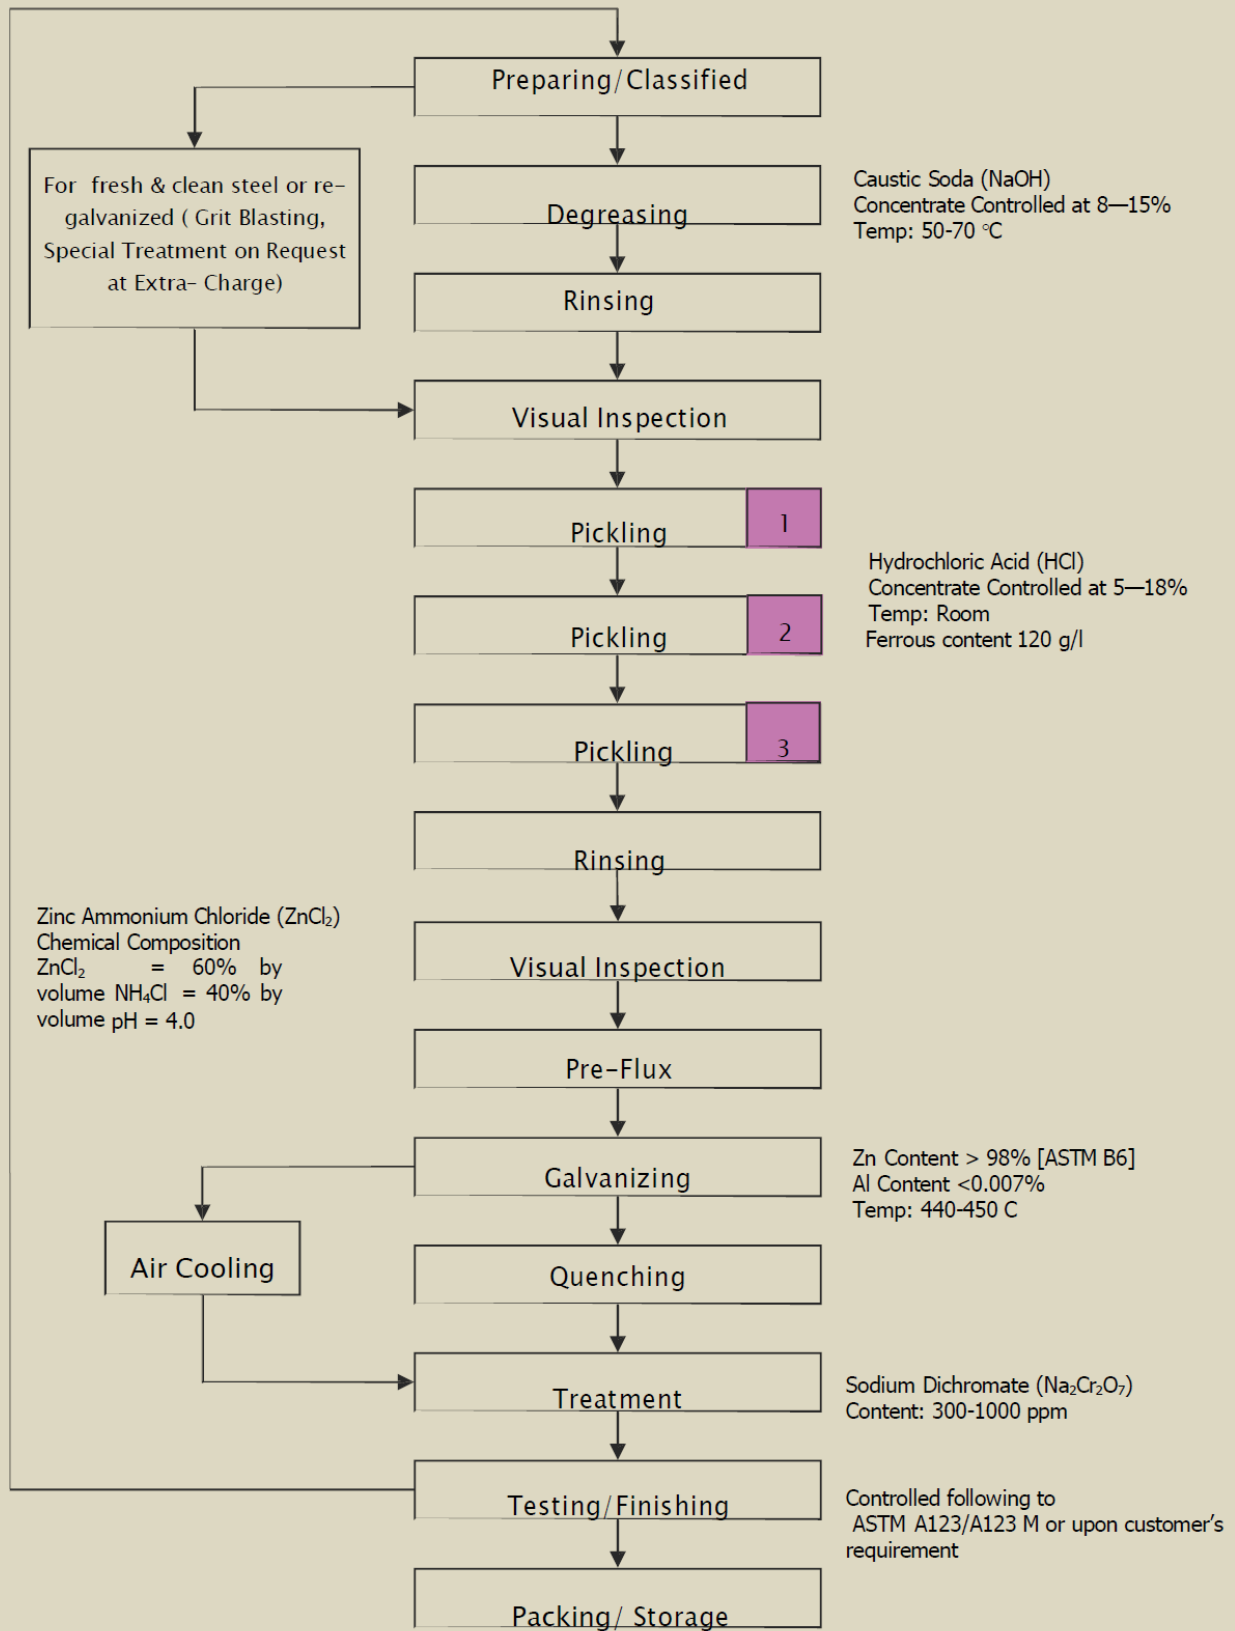 Preparing/Classified
For fresh & clean steel or re-
galvanized ( Grit Blasting,
Special Treatment on Request
at Extra- Charge)
Degreasing
Caustic Soda (NaOH)
Concentrate Controlled at 8—15%
Temp: 50-70 °C
Rinsing
Visual Inspection
Pickling 1
Pickling 2
Hydrochloric Acid (HCl)
Concentrate Controlled at 5—18%
Temp: Room
Ferrous content 120 g/l
Pickling 3
Rinsing
Zinc Ammonium Chloride (ZnCl₂)
Chemical Composition
ZnCl₂ = 60% by
volume NH₄Cl = 40% by
volume pH = 4.0
Visual Inspection
Pre-Flux
Galvanizing
Zn Content > 98% [ASTM B6]
Al Content <0.007%
Temp: 440-450 C
Air Cooling
Quenching
Treatment
Sodium Dichromate (Na₂Cr₂O₇)
Content: 300-1000 ppm
Testing/Finishing
Controlled following to
ASTM A123/A123 M or upon customer's
requirement
Packing/ Storage